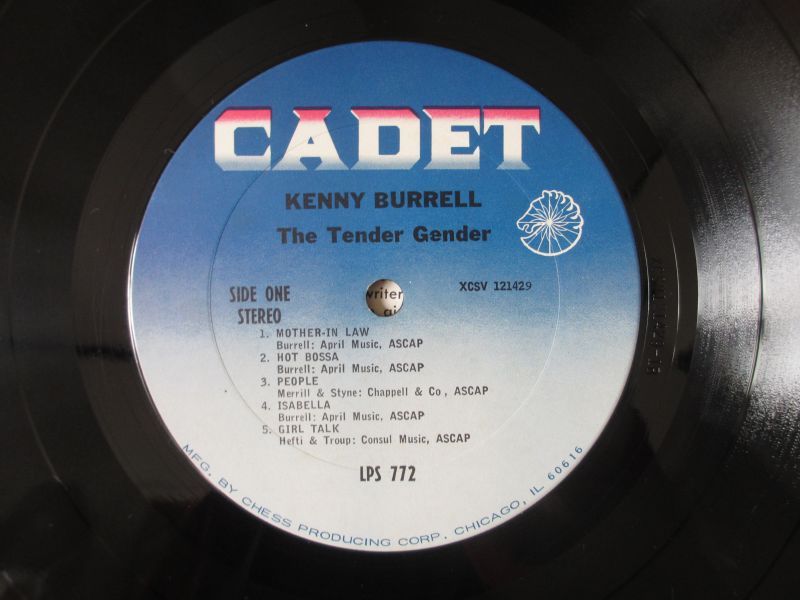 CADET
KENNY BURRELL
The Tender Gender
XCSV 121429
SIDE ONE
STEREO
writer
ai
1. MOTHER-IN LAW
Burrell: April Music, ASCAP
2. HOT BOSSA
Burrell: April Music, ASCAP
3. PEOPLE
Merrill & Styne: Chappell & Co, ASCAP
4. ISABELLA
Burrell: April Music, ASCAP
5. GIRL TALK
Hefti & Troup: Consul Music, ASCAP
LPS 772
MFG. BY CHESS PRODUCING CORP. CHICAGO, IL 60616